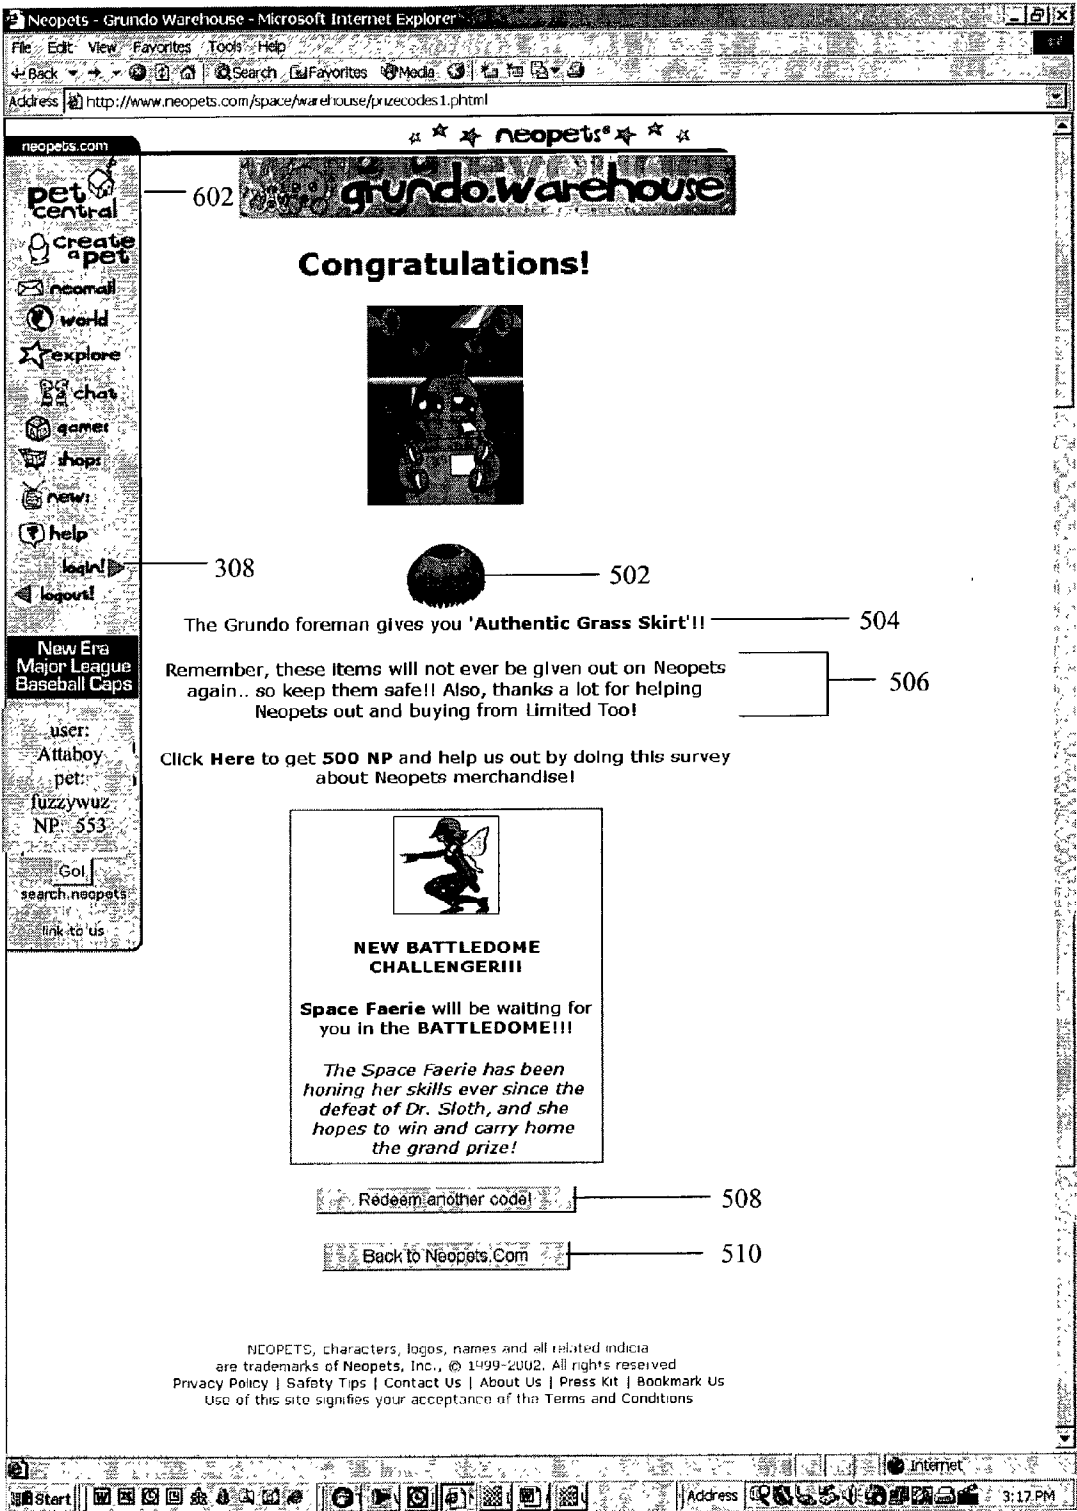 Neopets - Grundo Warehouse - Microsoft Internet Explorer
File Edit View Favorites Tools Help
Back Search Favorites Media
Address http://www.neopets.com/space/warehouse/prizecodes1.phtml
neopets®
neopets.com
602
grundo.warehouse
pet central
create a pet
neomail
world
explore
chat
games
shops
news
help
login!
logout!
308
New Era
Major League
Baseball Caps
user:
Attaboy
pet:
fuzzywuz
NP: 553
Go!
search neopets
link to us
Congratulations!
502
The Grundo foreman gives you 'Authentic Grass Skirt'!!
504
Remember, these items will not ever be given out on Neopets
again.. so keep them safe!! Also, thanks a lot for helping
Neopets out and buying from Limited Too!
506
Click Here to get 500 NP and help us out by doing this survey
about Neopets merchandise!
NEW BATTLEDOME
CHALLENGER!!!
Space Faerie will be waiting for
you in the BATTLEDOME!!!
The Space Faerie has been
honing her skills ever since the
defeat of Dr. Sloth, and she
hopes to win and carry home
the grand prize!
Redeem another code!
508
Back to Neopets.Com
510
NEOPETS, characters, logos, names and all related indicia
are trademarks of Neopets, Inc., © 1999-2002. All rights reserved
Privacy Policy | Safety Tips | Contact Us | About Us | Press Kit | Bookmark Us
Use of this site signifies your acceptance of the Terms and Conditions
Internet
Start
Address
3:17 PM